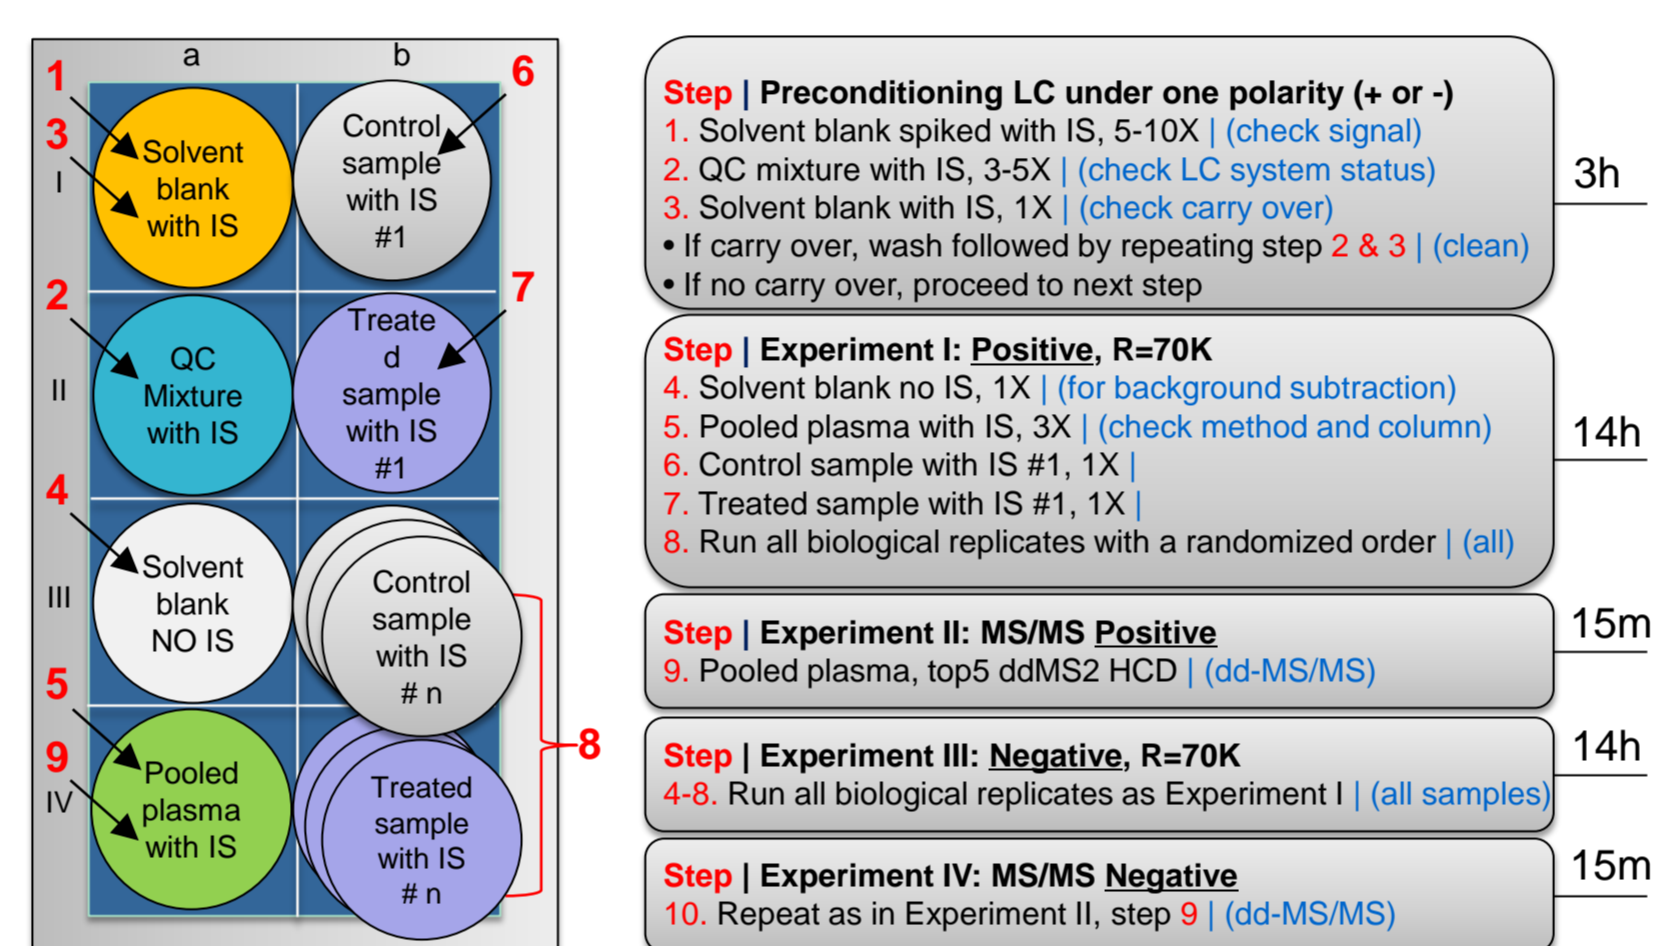 a
b
1
6
3
I
Solvent
blank
with IS
Control
sample
with IS
#1
2
7
II
QC
Mixture
with IS
Treate
d
sample
with IS
#1
4
III
Solvent
blank
NO IS
Control
sample
with IS
# n
5
9
IV
Pooled
plasma
with IS
Treated
sample
with IS
# n
8
Step | Preconditioning LC under one polarity (+ or -)
1. Solvent blank spiked with IS, 5-10X | (check signal)
2. QC mixture with IS, 3-5X | (check LC system status)
3. Solvent blank with IS, 1X | (check carry over)
• If carry over, wash followed by repeating step 2 & 3 | (clean)
• If no carry over, proceed to next step
3h
Step | Experiment I: Positive, R=70K
4. Solvent blank no IS, 1X | (for background subtraction)
5. Pooled plasma with IS, 3X | (check method and column)
6. Control sample with IS #1, 1X |
7. Treated sample with IS #1, 1X |
8. Run all biological replicates with a randomized order | (all)
14h
Step | Experiment II: MS/MS Positive
9. Pooled plasma, top5 ddMS2 HCD | (dd-MS/MS)
15m
Step | Experiment III: Negative, R=70K
4-8. Run all biological replicates as Experiment I | (all samples)
14h
Step | Experiment IV: MS/MS Negative
10. Repeat as in Experiment II, step 9 | (dd-MS/MS)
15m